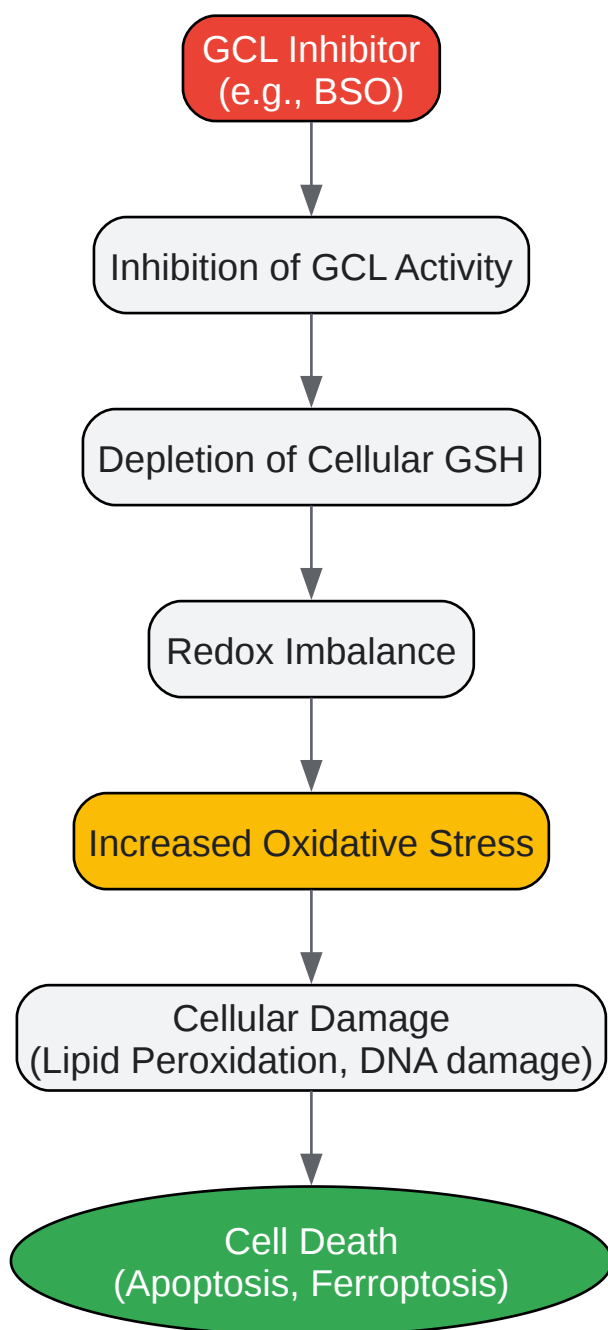 GCL Inhibitor
(e.g., BSO)
Inhibition of GCL Activity
Depletion of Cellular GSH
Redox Imbalance
Increased Oxidative Stress
Cellular Damage
(Lipid Peroxidation, DNA damage)
Cell Death
(Apoptosis, Ferroptosis)